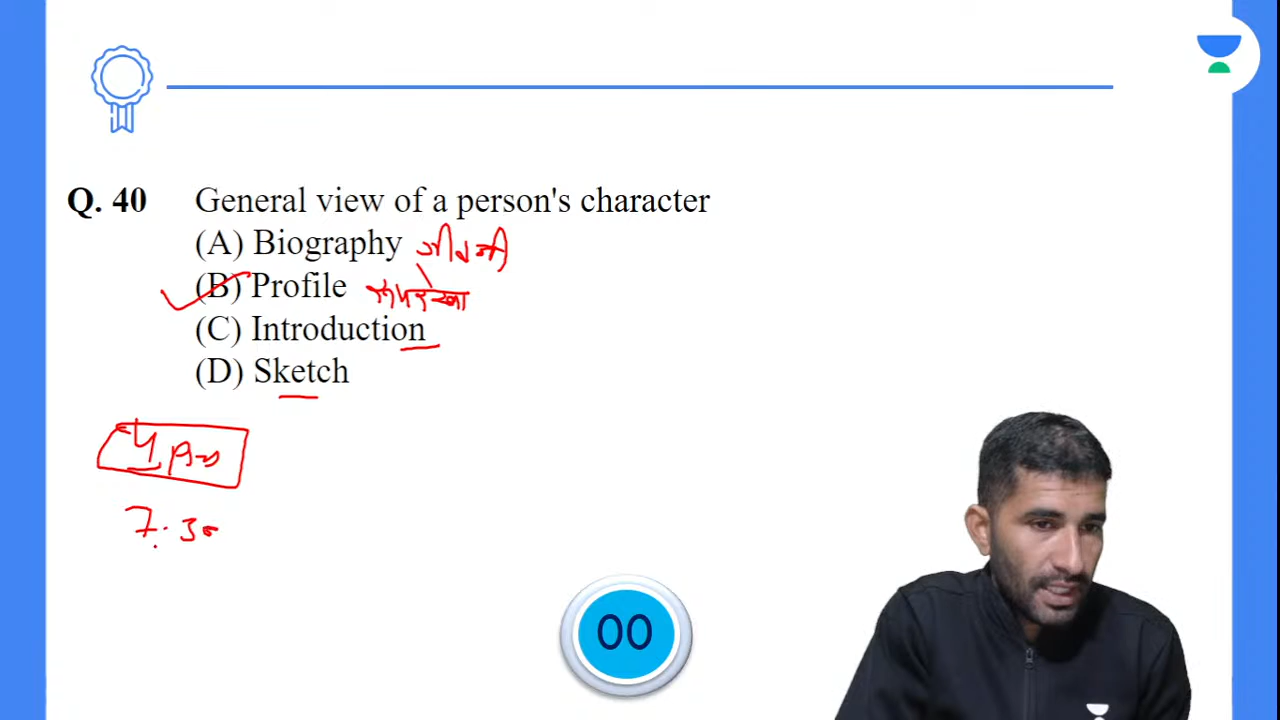 Q. 40 General view of a person's character
(A) Biography जीवनी
(B) Profile रूपरेखा
(C) Introduction
(D) Sketch
7.30
00